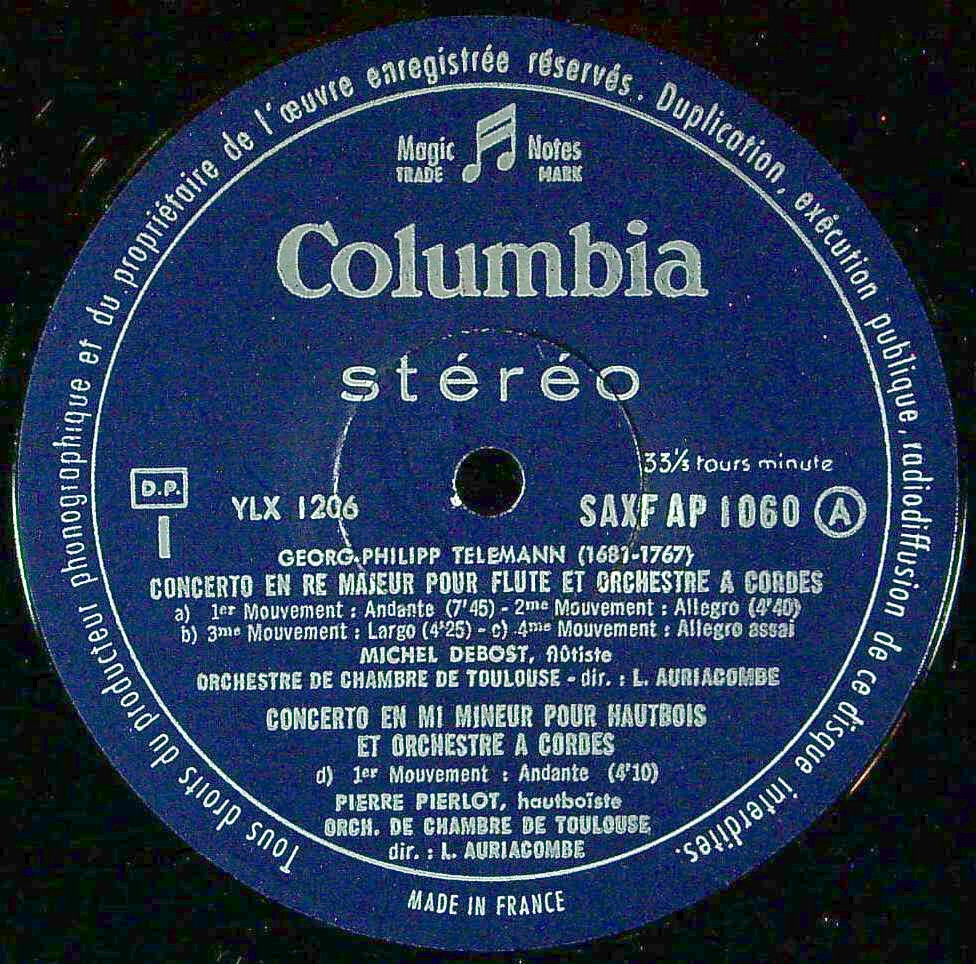 Tous droits du producteur phonographique et du propriétaire de l'œuvre enregistrée réservés. Duplication, exécution publique, radiodiffusion de ce disque interdites.
Magic Notes
TRADE MARK
Columbia
stéréo
33⅓ tours minute
D.P.
1
YLX 1206
SAXF AP 1060 A
GEORG-PHILIPP TELEMANN (1681-1767)
CONCERTO EN RE MAJEUR POUR FLUTE ET ORCHESTRE A CORDES
a) 1er Mouvement : Andante (7'45) - 2me Mouvement : Allegro (4'40)
b) 3me Mouvement : Largo (4'25) - c) 4me Mouvement : Allegro assai
MICHEL DEBOST, flûtiste
ORCHESTRE DE CHAMBRE DE TOULOUSE - dir. : L. AURIACOMBE
CONCERTO EN MI MINEUR POUR HAUTBOIS
ET ORCHESTRE A CORDES
d) 1er Mouvement : Andante (4'10)
PIERRE PIERLOT, hautboïste
ORCH. DE CHAMBRE DE TOULOUSE,
dir. : L. AURIACOMBE
MADE IN FRANCE